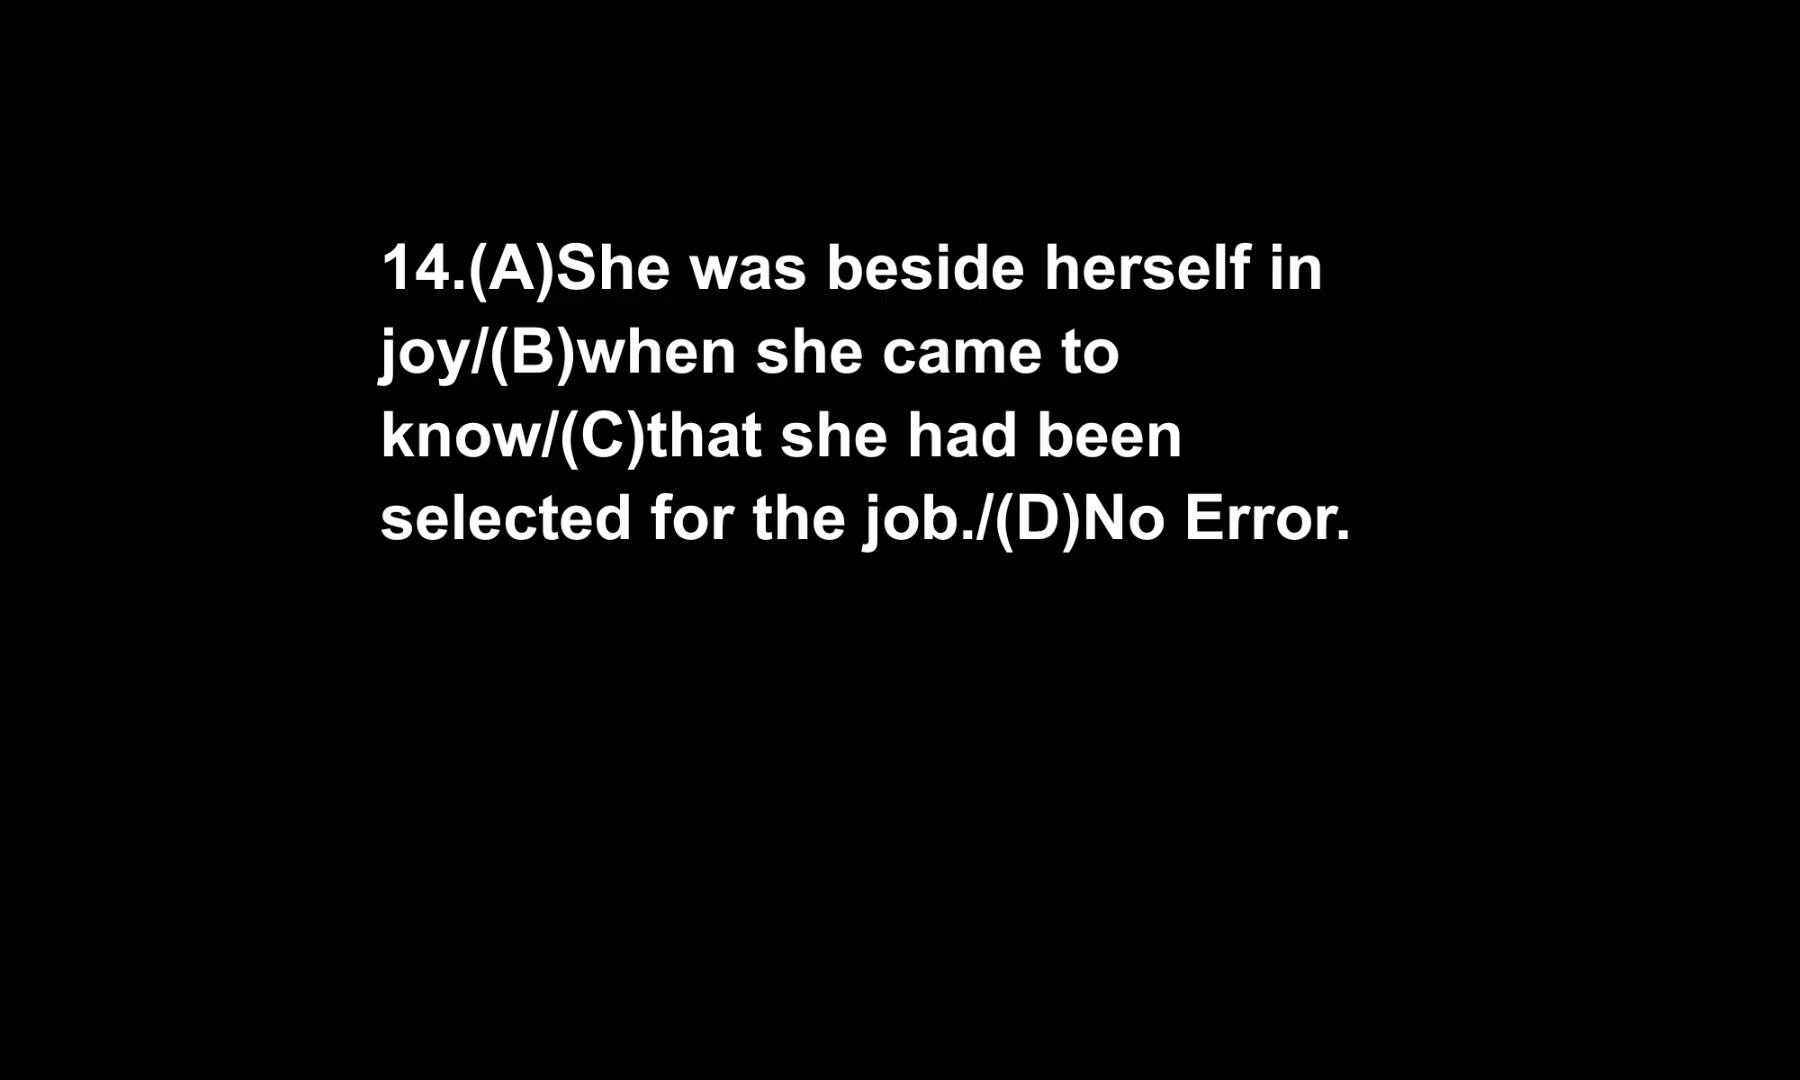 14.(A)She was beside herself in
joy/(B)when she came to
know/(C)that she had been
selected for the job./(D)No Error.